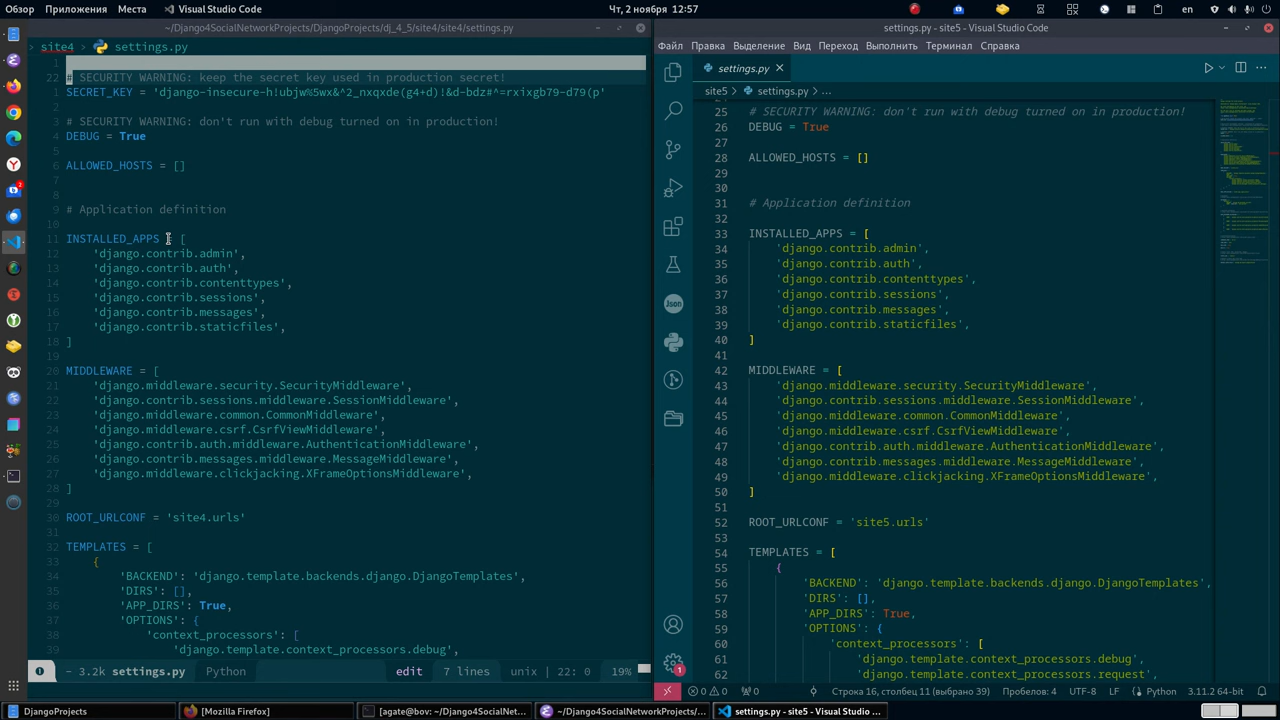 Обзор Приложения Места Visual Studio Code Чт, 2 ноября 12:57 en
~/Django4SocialNetworkProjects/DjangoProjects/dj_4_5/site4/site4/settings.py
site4 > settings.py
22 # SECURITY WARNING: keep the secret key used in production secret!
1 SECRET_KEY = 'django-insecure-h!ubjw%5wx&^2_nxqxde(g4+d)!&d-bdz#^=rxixgb79-d79(p'
2
3 # SECURITY WARNING: don't run with debug turned on in production!
4 DEBUG = True
5
6 ALLOWED_HOSTS = []
7
8
9 # Application definition
10
11 INSTALLED_APPS = [
12 'django.contrib.admin',
13 'django.contrib.auth',
14 'django.contrib.contenttypes',
15 'django.contrib.sessions',
16 'django.contrib.messages',
17 'django.contrib.staticfiles',
18 ]
19
20 MIDDLEWARE = [
21 'django.middleware.security.SecurityMiddleware',
22 'django.contrib.sessions.middleware.SessionMiddleware',
23 'django.middleware.common.CommonMiddleware',
24 'django.middleware.csrf.CsrfViewMiddleware',
25 'django.contrib.auth.middleware.AuthenticationMiddleware',
26 'django.contrib.messages.middleware.MessageMiddleware',
27 'django.middleware.clickjacking.XFrameOptionsMiddleware',
28 ]
29
30 ROOT_URLCONF = 'site4.urls'
31
32 TEMPLATES = [
33 {
34 'BACKEND': 'django.template.backends.django.DjangoTemplates',
35 'DIRS': [],
36 'APP_DIRS': True,
37 'OPTIONS': {
38 'context_processors': [
39 'django.template.context_processors.debug',
- 3.2k settings.py Python edit 7 lines unix | 22: 0 19%
settings.py - site5 - Visual Studio Code
Файл Правка Выделение Вид Переход Выполнить Терминал Справка
settings.py
site5 > settings.py > ...
25 # SECURITY WARNING: don't run with debug turned on in production!
26 DEBUG = True
27
28 ALLOWED_HOSTS = []
29
30
31 # Application definition
32
33 INSTALLED_APPS = [
34 'django.contrib.admin',
35 'django.contrib.auth',
36 'django.contrib.contenttypes',
37 'django.contrib.sessions',
38 'django.contrib.messages',
39 'django.contrib.staticfiles',
40 ]
41
42 MIDDLEWARE = [
43 'django.middleware.security.SecurityMiddleware',
44 'django.contrib.sessions.middleware.SessionMiddleware',
45 'django.middleware.common.CommonMiddleware',
46 'django.middleware.csrf.CsrfViewMiddleware',
47 'django.contrib.auth.middleware.AuthenticationMiddleware',
48 'django.contrib.messages.middleware.MessageMiddleware',
49 'django.middleware.clickjacking.XFrameOptionsMiddleware',
50 ]
51
52 ROOT_URLCONF = 'site5.urls'
53
54 TEMPLATES = [
55 {
56 'BACKEND': 'django.template.backends.django.DjangoTemplates',
57 'DIRS': [],
58 'APP_DIRS': True,
59 'OPTIONS': {
60 'context_processors': [
61 'django.template.context_processors.debug',
62 'django.template.context_processors.request',
Json
0 0 0 Строка 16, столбец 11 (выбрано 39) Пробелов: 4 UTF-8 LF Python 3.11.2 64-bit
DjangoProjects [Mozilla Firefox] [agate@bov: ~/Django4SocialNet... ~/Django4SocialNetworkProjects/... settings.py - site5 - Visual Studio ...